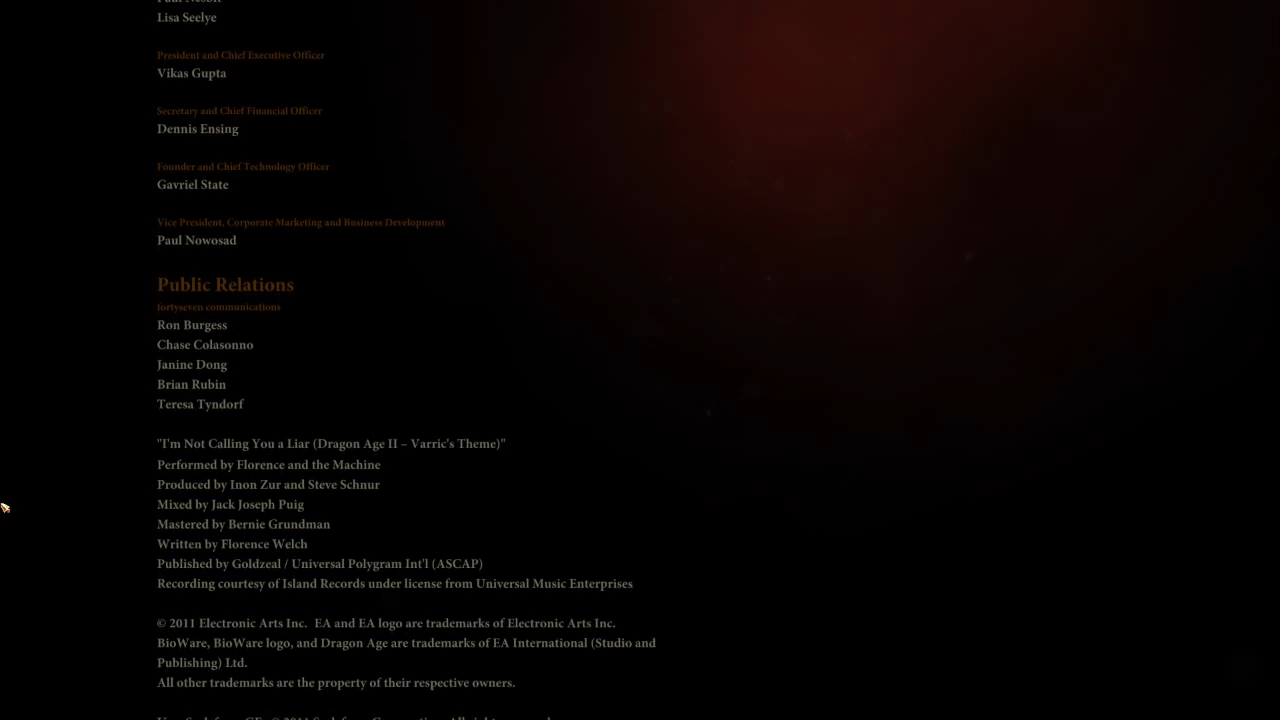 Lisa Seelye
President and Chief Executive Officer
Vikas Gupta
Secretary and Chief Financial Officer
Dennis Ensing
Founder and Chief Technology Officer
Gavriel State
Vice President, Corporate Marketing and Business Development
Paul Nowosad
Public Relations
fortyseven communications
Ron Burgess
Chase Colasonno
Janine Dong
Brian Rubin
Teresa Tyndorf
"I'm Not Calling You a Liar (Dragon Age II – Varric's Theme)"
Performed by Florence and the Machine
Produced by Inon Zur and Steve Schnur
Mixed by Jack Joseph Puig
Mastered by Bernie Grundman
Written by Florence Welch
Published by Goldzeal / Universal Polygram Int'l (ASCAP)
Recording courtesy of Island Records under license from Universal Music Enterprises
© 2011 Electronic Arts Inc.  EA and EA logo are trademarks of Electronic Arts Inc.
BioWare, BioWare logo, and Dragon Age are trademarks of EA International (Studio and
Publishing) Ltd.
All other trademarks are the property of their respective owners.